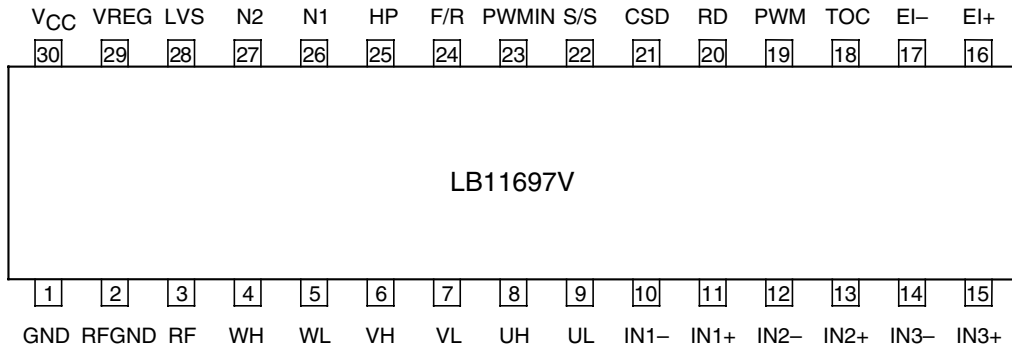 VCC VREG LVS N2 N1 HP F/R PWMIN S/S CSD RD PWM TOC EI– EI+
30 29 28 27 26 25 24 23 22 21 20 19 18 17 16
LB11697V
1 2 3 4 5 6 7 8 9 10 11 12 13 14 15
GND RFGND RF WH WL VH VL UH UL IN1– IN1+ IN2– IN2+ IN3– IN3+